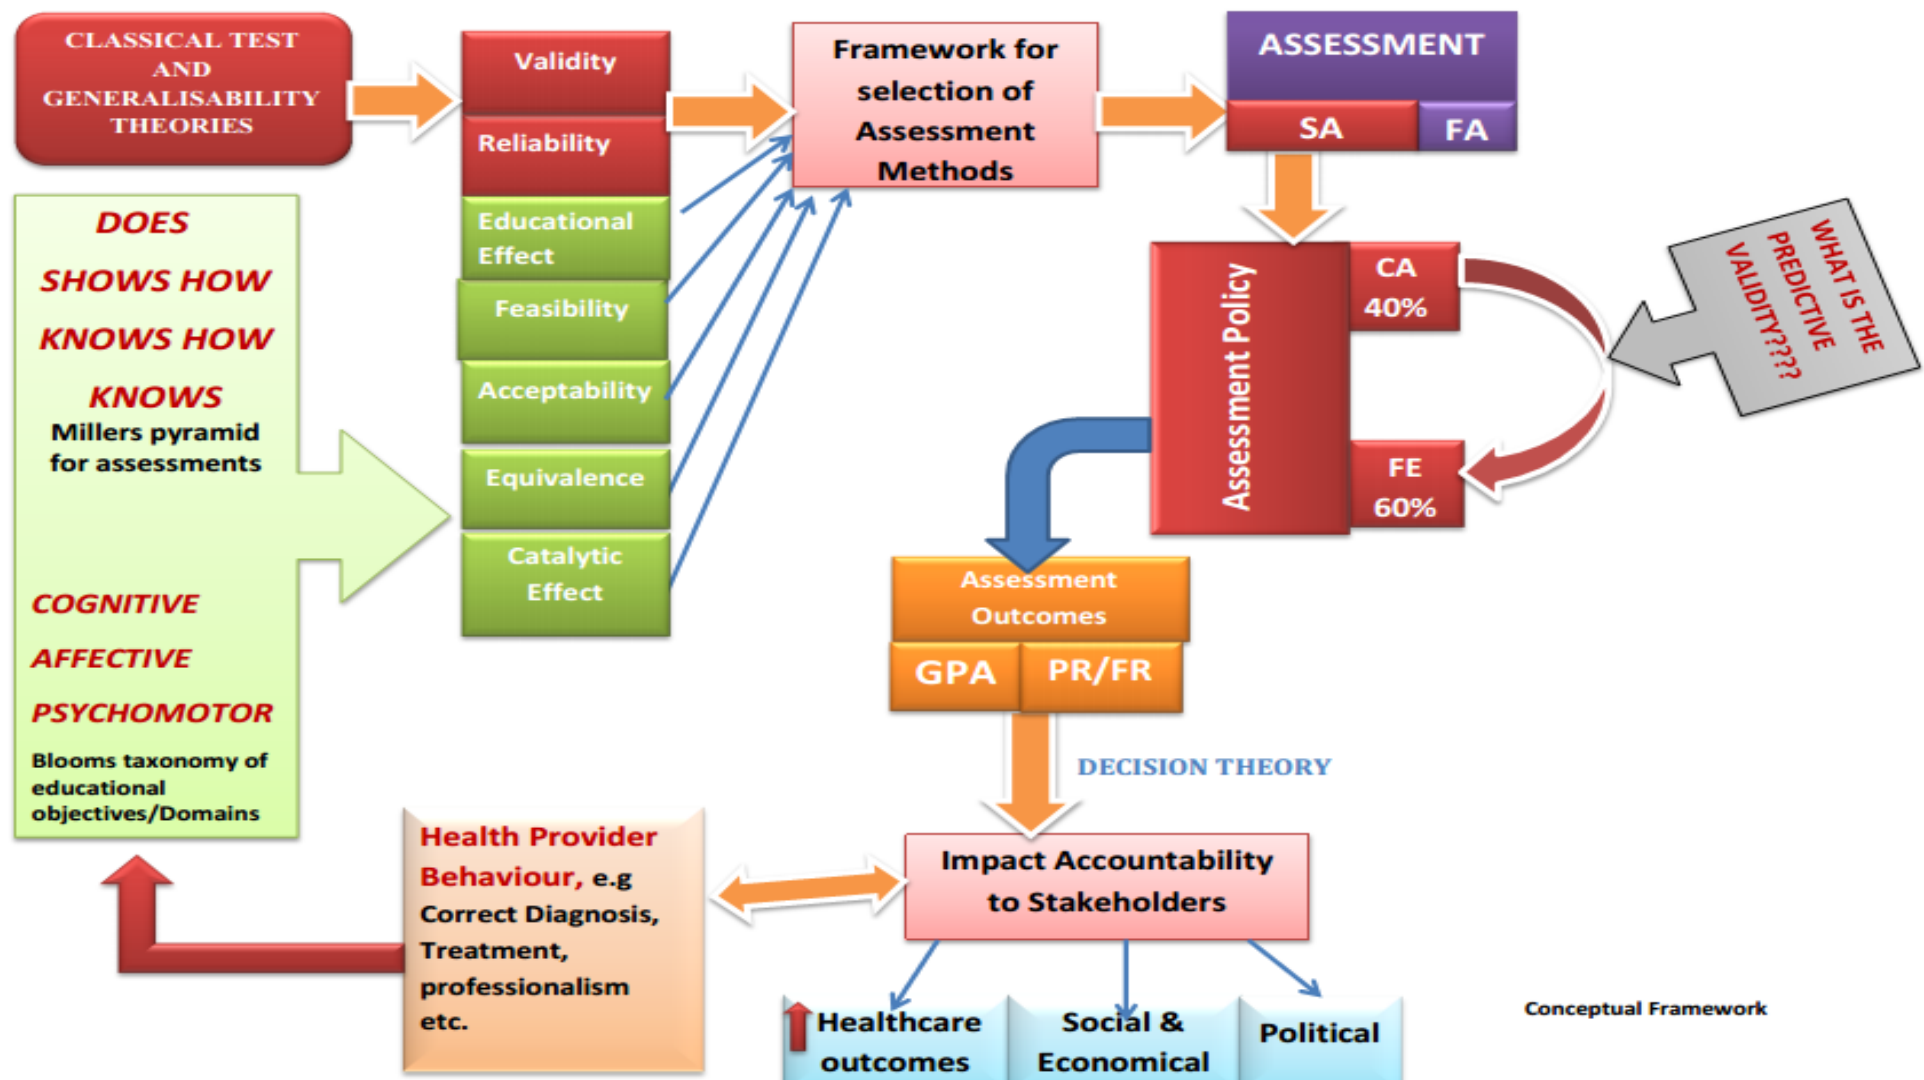 CLASSICAL TEST
AND
GENERALISABILITY
THEORIES
Validity
Reliability
Educational
Effect
Feasibility
Acceptability
Equivalence
Catalytic
Effect
Framework for
selection of
Assessment
Methods
ASSESSMENT
SA
FA
DOES
SHOWS HOW
KNOWS HOW
KNOWS
Millers pyramid
for assessments
COGNITIVE
AFFECTIVE
PSYCHOMOTOR
Blooms taxonomy of
educational
objectives/Domains
Assessment Policy
CA
40%
FE
60%
WHAT IS THE
PREDICTIVE
VALIDITY????
Assessment
Outcomes
GPA
PR/FR
DECISION THEORY
Impact Accountability
to Stakeholders
Health Provider
Behaviour, e.g
Correct Diagnosis,
Treatment,
professionalism
etc.
Healthcare
outcomes
Social &
Economical
Political
Conceptual Framework